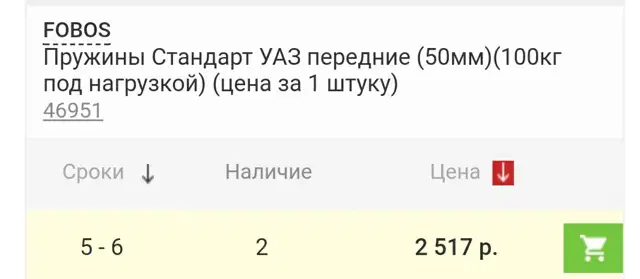 FOBOS
Пружины Стандарт УАЗ передние (50мм)(100кг
под нагрузкой) (цена за 1 штуку)
46951
Сроки ↓ Наличие Цена ↓
5 - 6 2 2 517 р.